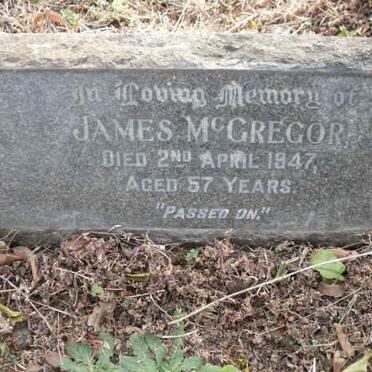 In Loving Memory of
JAMES McGREGOR,
DIED 2ND APRIL 1947,
AGED 57 YEARS.
"PASSED ON."